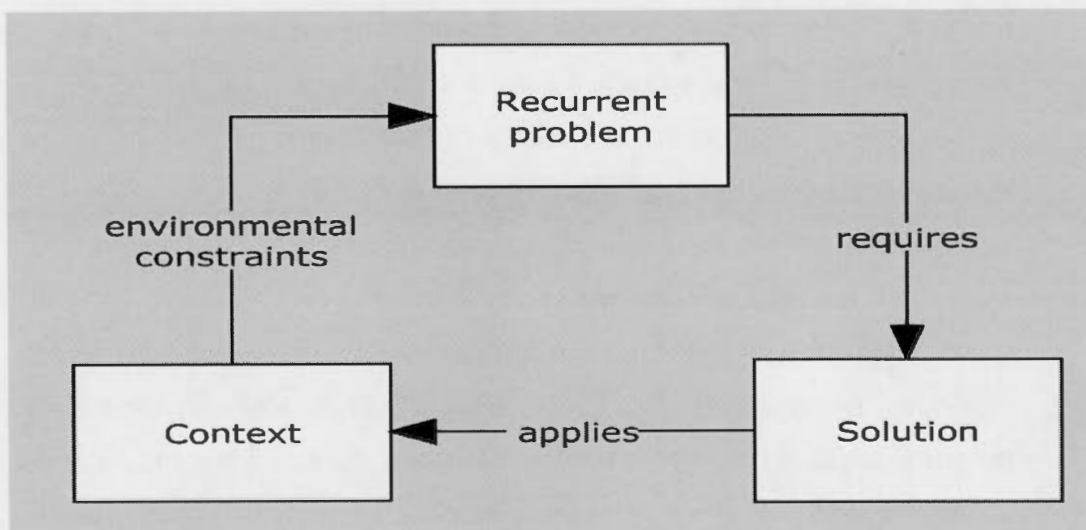 Recurrent
problem
environmental
constraints
requires
Context
applies
Solution